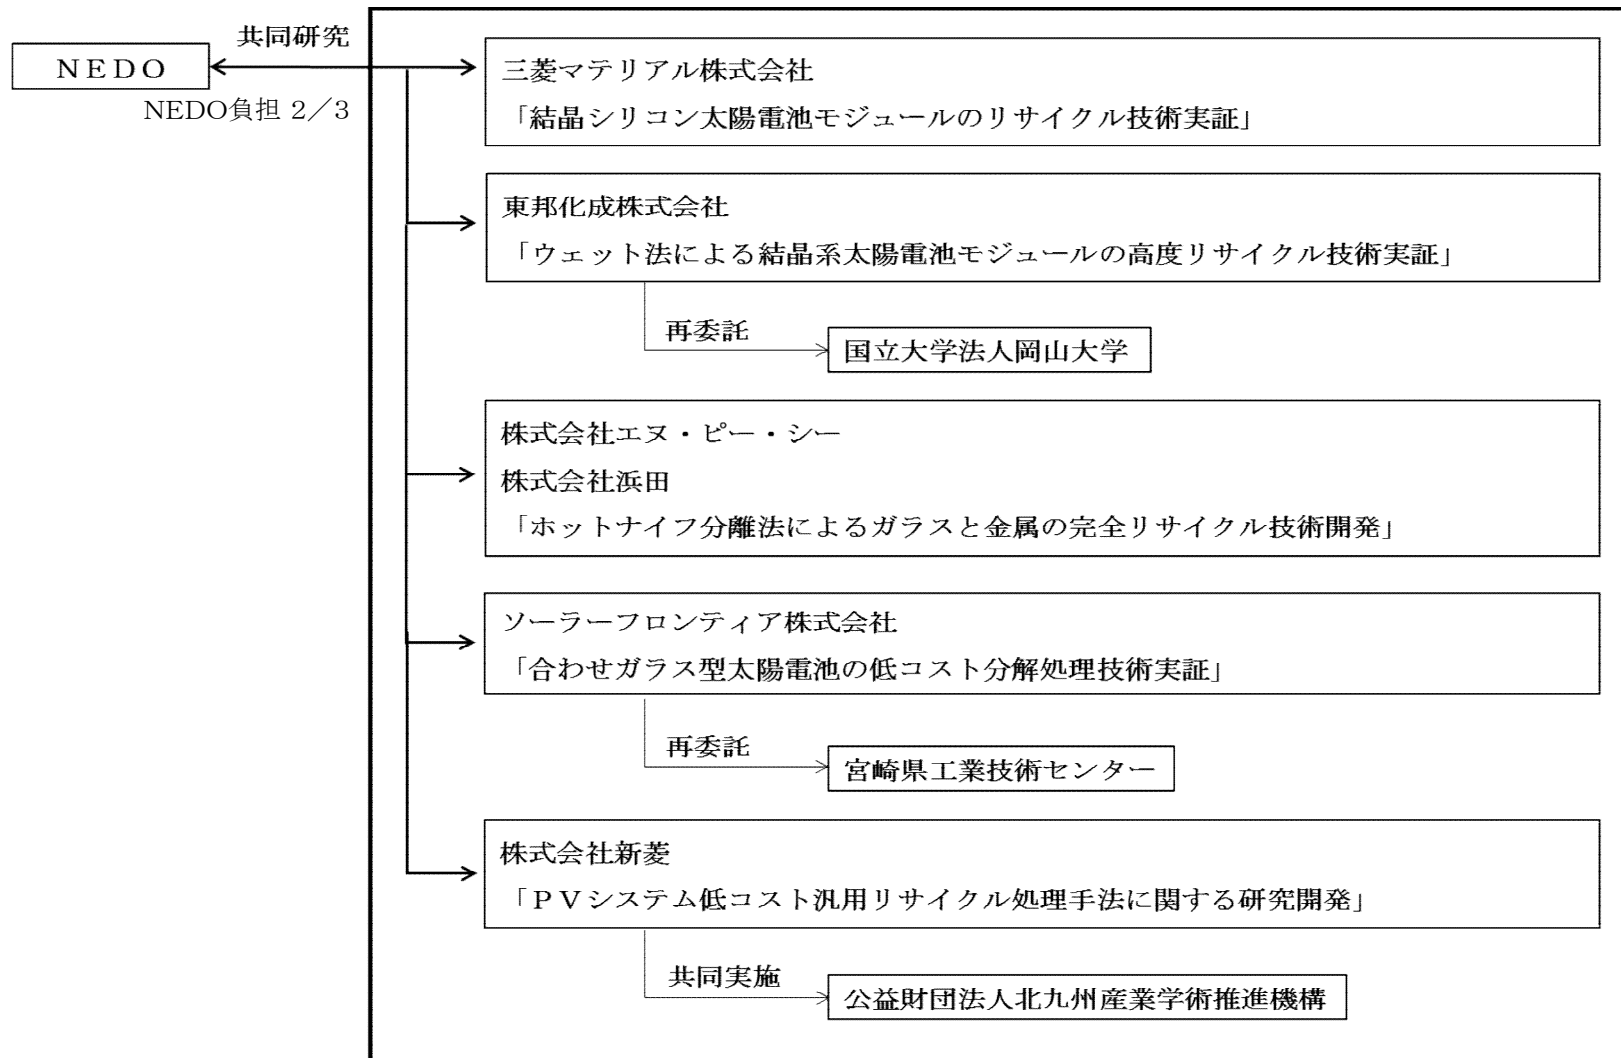 共同研究
ＮＥＤＯ
NEDO負担 2／3
三菱マテリアル株式会社
「結晶シリコン太陽電池モジュールのリサイクル技術実証」
東邦化成株式会社
「ウェット法による結晶系太陽電池モジュールの高度リサイクル技術実証」
再委託
国立大学法人岡山大学
株式会社エヌ・ピー・シー
株式会社浜田
「ホットナイフ分離法によるガラスと金属の完全リサイクル技術開発」
ソーラーフロンティア株式会社
「合わせガラス型太陽電池の低コスト分解処理技術実証」
再委託
宮崎県工業技術センター
株式会社新菱
「ＰＶシステム低コスト汎用リサイクル処理手法に関する研究開発」
共同実施
公益財団法人北九州産業学術推進機構